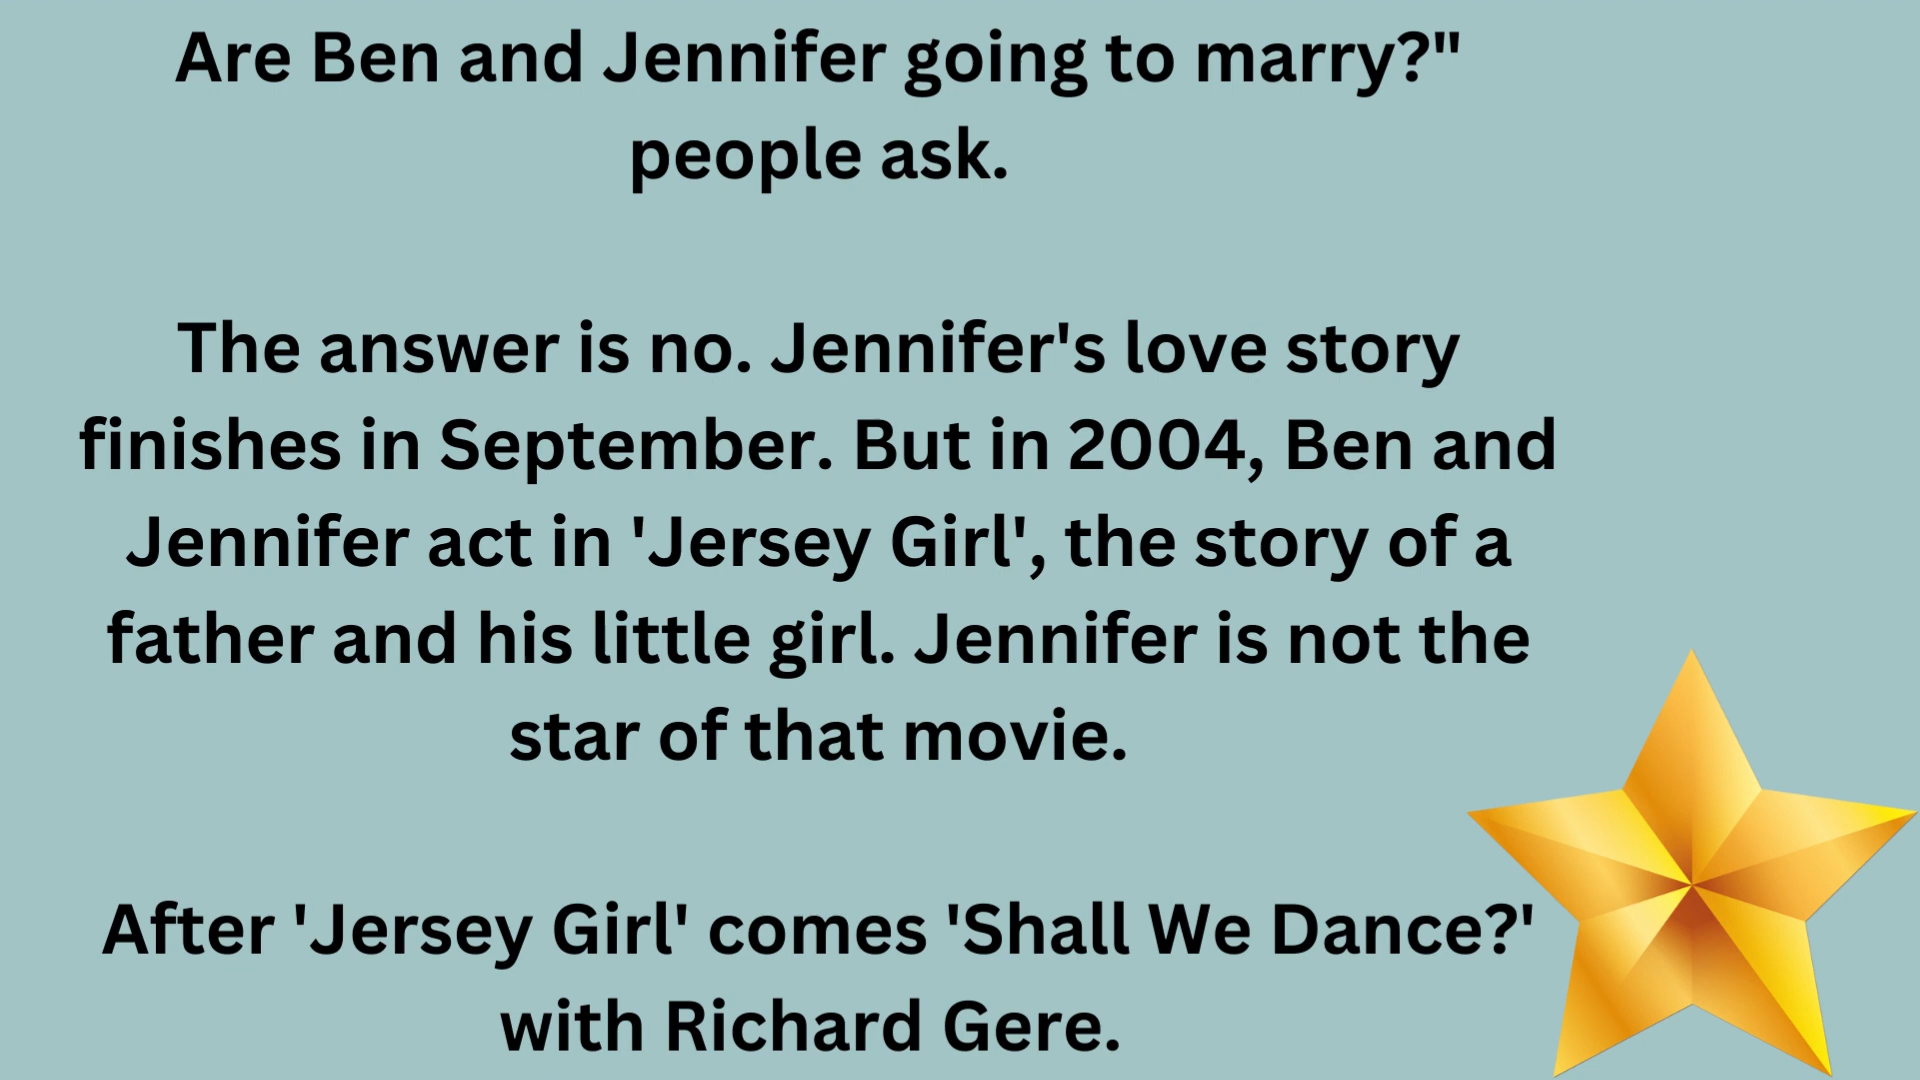 Are Ben and Jennifer going to marry?"
people ask.
The answer is no. Jennifer's love story
finishes in September. But in 2004, Ben and
Jennifer act in 'Jersey Girl', the story of a
father and his little girl. Jennifer is not the
star of that movie.
After 'Jersey Girl' comes 'Shall We Dance?'
with Richard Gere.